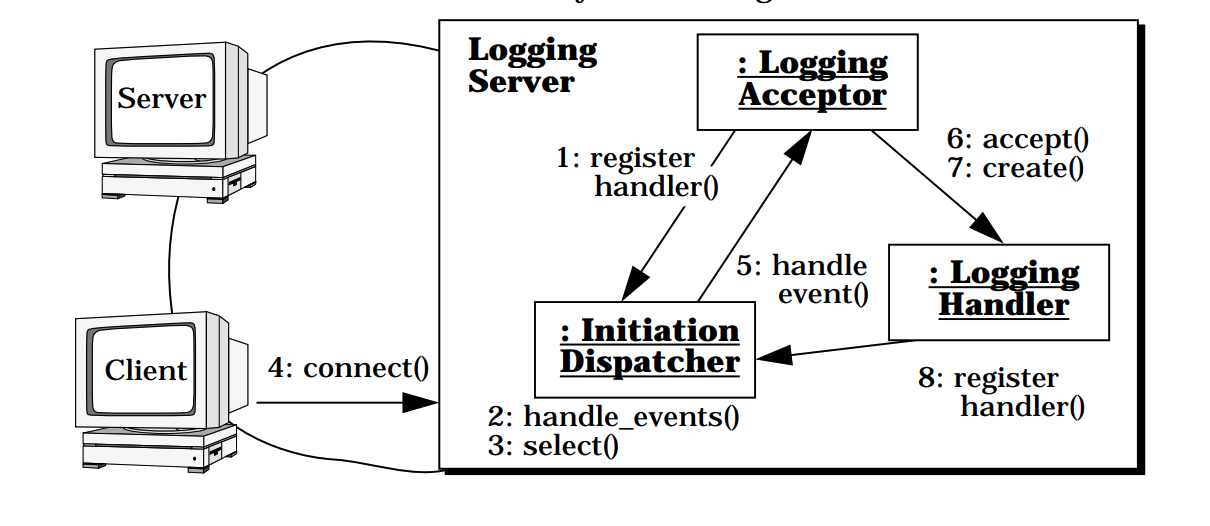 Logging
Server
: Logging
Acceptor
Server
1: register
handler()
6: accept()
7: create()
5: handle
event()
: Logging
Handler
: Initiation
Dispatcher
Client
4: connect()
8: register
handler()
2: handle_events()
3: select()